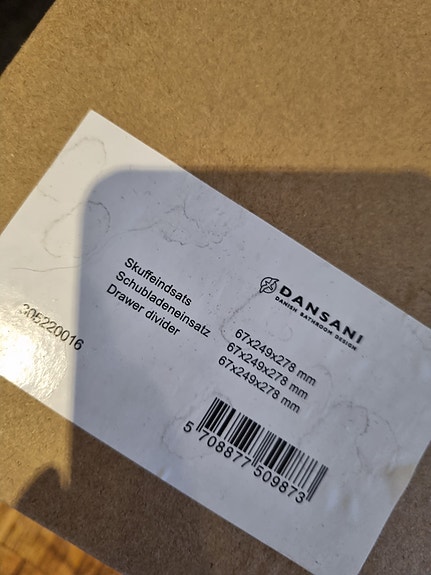 DANSANI
DANISH BATHROOM DESIGN
Skuffeindsats
Schubladeneinsatz
Drawer divider
67x249x278 mm
67x249x278 mm
67x249x278 mm
305220016
5 708877 509873